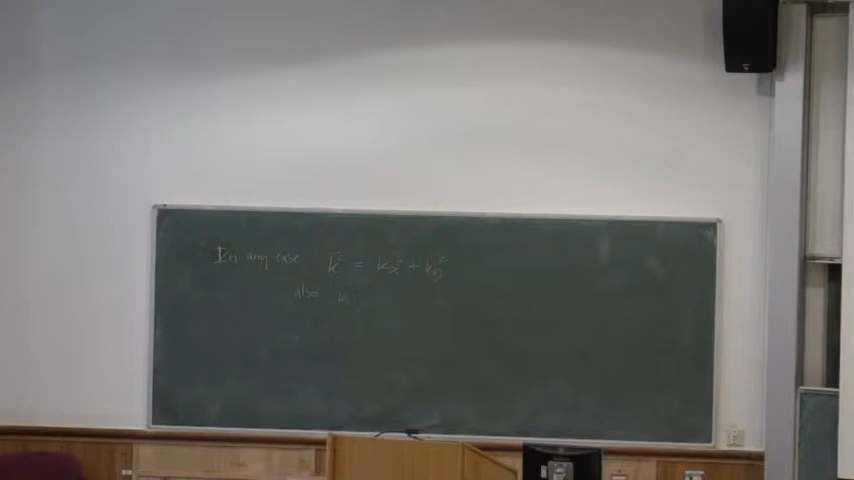 In any case k² = kx² + ky²
also k